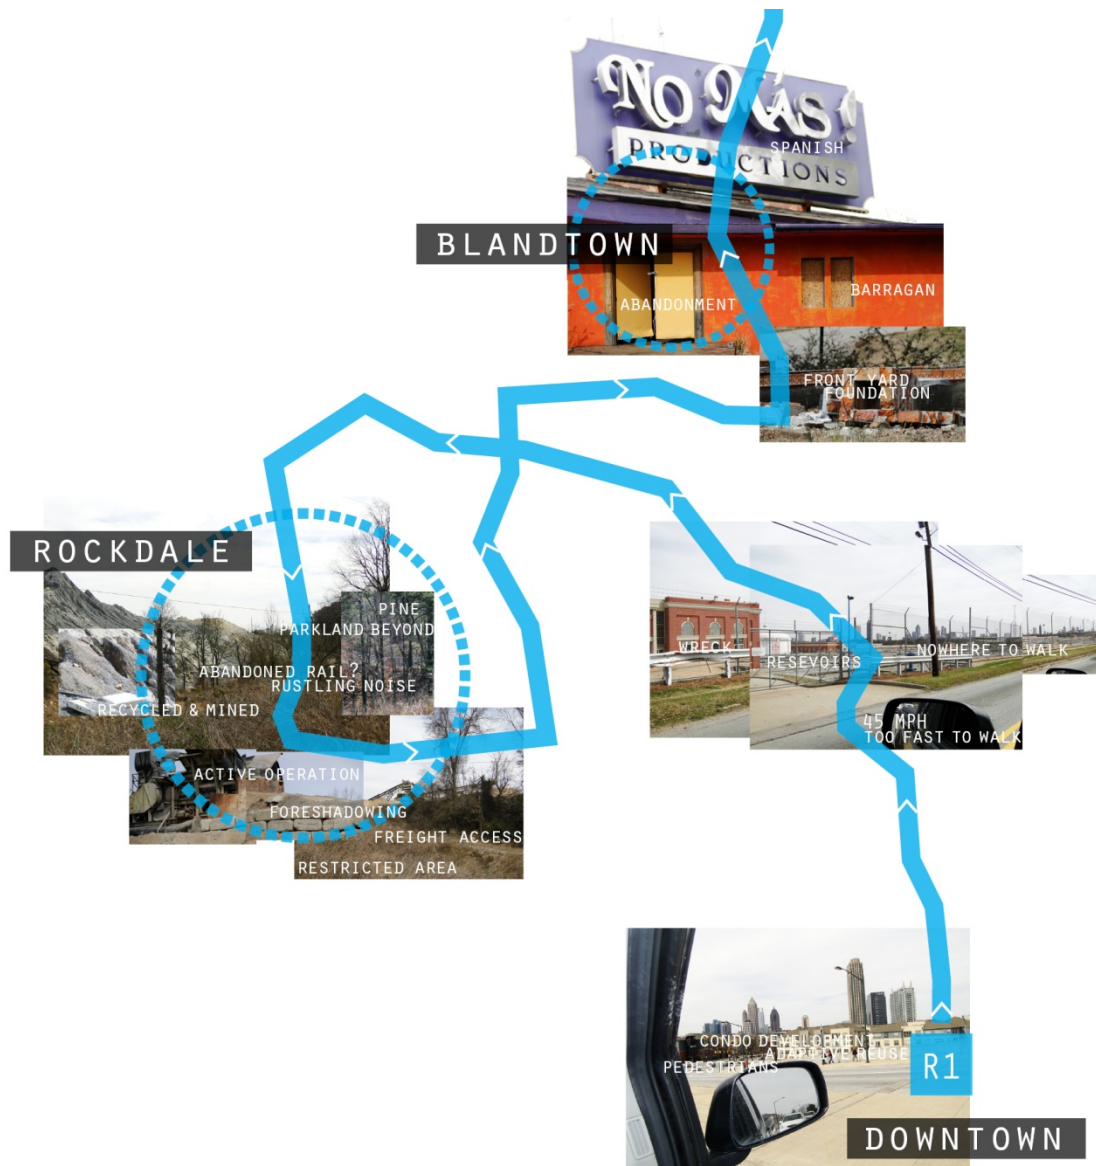 NO MÁS!
SPANISH
PRODUCTIONS
BLANDTOWN
BARRAGAN
ABANDONMENT
FRONT YARD
FOUNDATION
ROCKDALE
PINE
PARKLAND BEYOND
ABANDONED RAIL?
RUSTLING NOISE
RECYCLED & MINED
ACTIVE OPERATION
FORESHADOWING
FREIGHT ACCESS
RESTRICTED AREA
WRECK
RESEVOIRS
NOWHERE TO WALK
45 MPH
TOO FAST TO WALK
CONDO DEVELOPMENT
ADAPTIVE REUSE
PEDESTRIANS
R1
DOWNTOWN